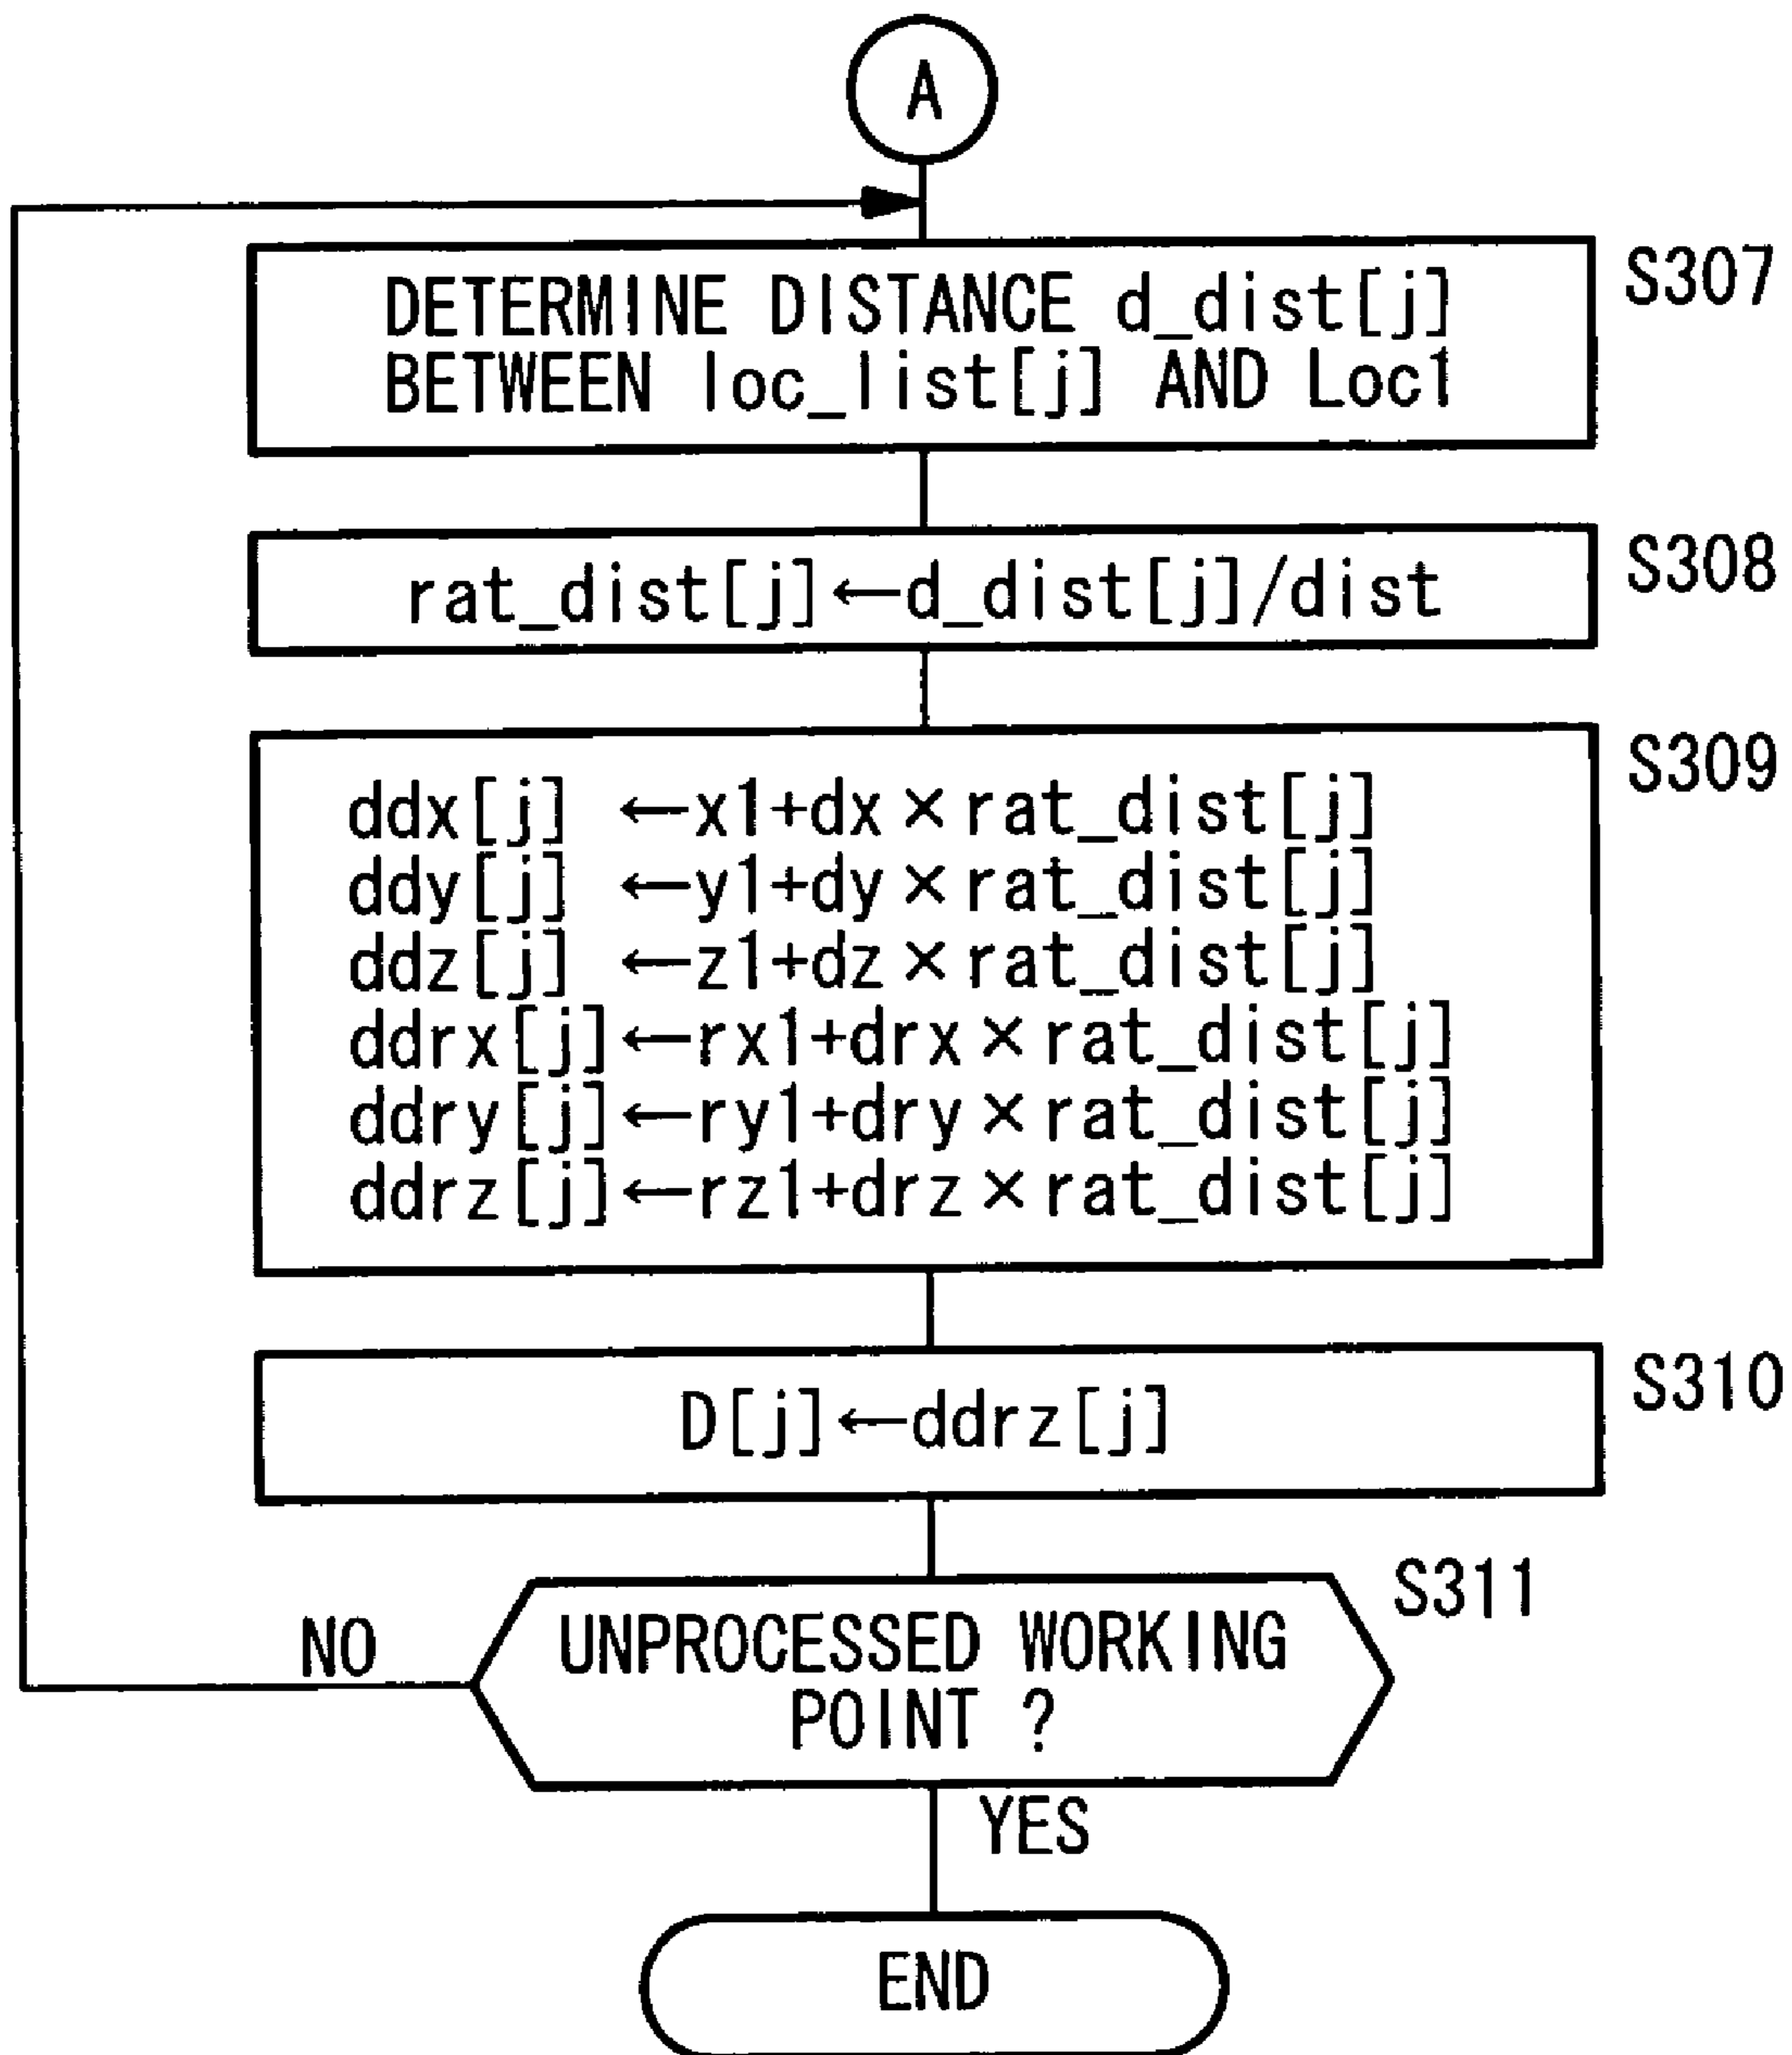 A
DETERMINE DISTANCE d_dist[j]
BETWEEN loc_list[j] AND Loc1
S307
rat_dist[j]←d_dist[j]/dist
S308
S309
ddx[j] ←x1+dx×rat_dist[j]
ddy[j] ←y1+dy×rat_dist[j]
ddz[j] ←z1+dz×rat_dist[j]
ddrx[j]←rx1+drx×rat_dist[j]
ddry[j]←ry1+dry×rat_dist[j]
ddrz[j]←rz1+drz×rat_dist[j]
D[j]←ddrz[j]
S310
S311
UNPROCESSED WORKING
POINT ?
NO
YES
END